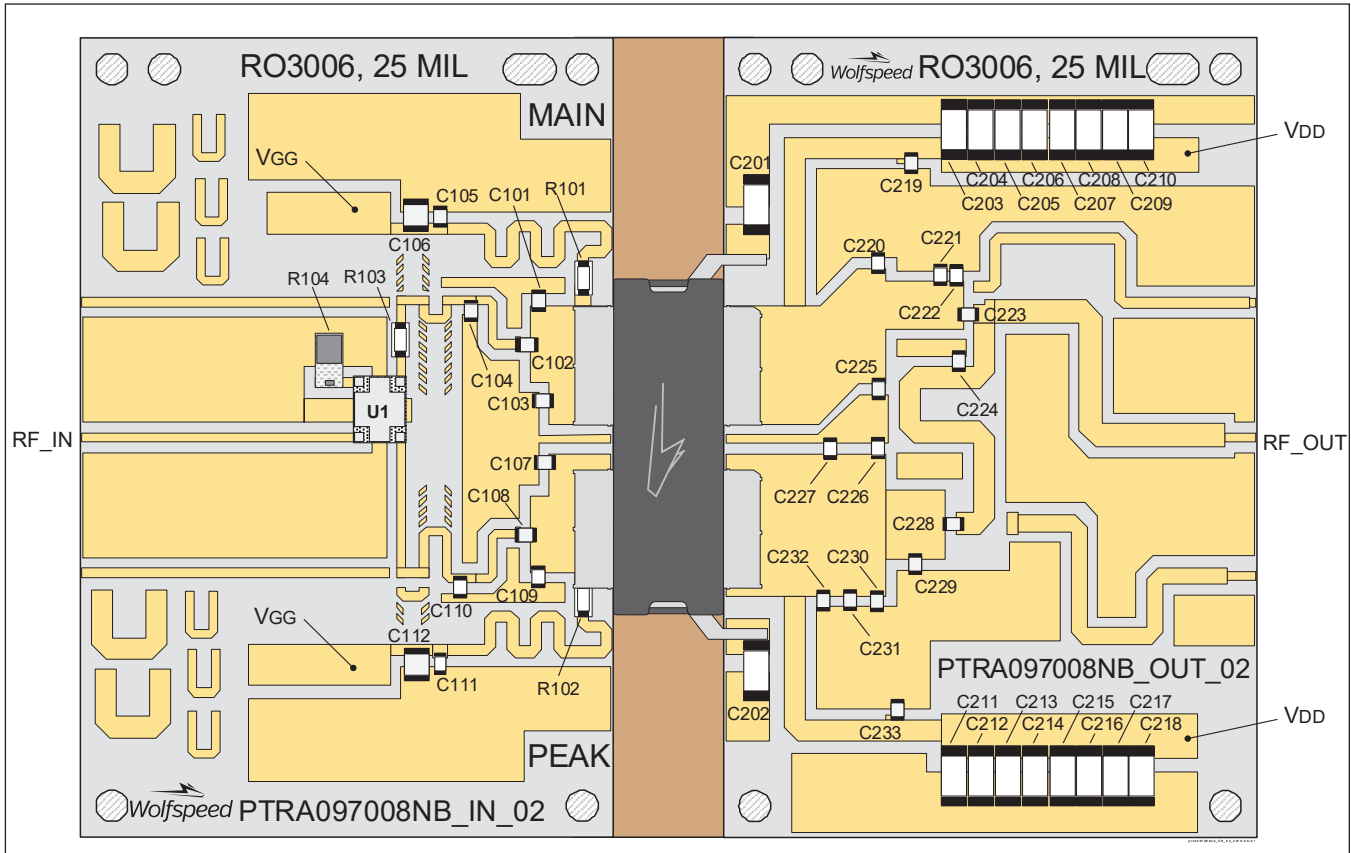 RO3006, 25 MIL
Wolfspeed RO3006, 25 MIL
MAIN
VDD
VGG
C105
C101
R101
C201
C219
C204
C206
C208
C210
C203
C205
C207
C209
C106
R103
R104
C220
C221
C222
C223
C102
C104
C103
C225
C224
U1
RF_IN
RF_OUT
C107
C108
C227
C226
C228
C232
C230
C229
C110
C109
C231
VGG
C112
C111
R102
C202
C233
PTRA097008NB_OUT_02
C211
C213
C215
C217
C212
C214
C216
C218
VDD
PEAK
Wolfspeed PTRA097008NB_IN_02